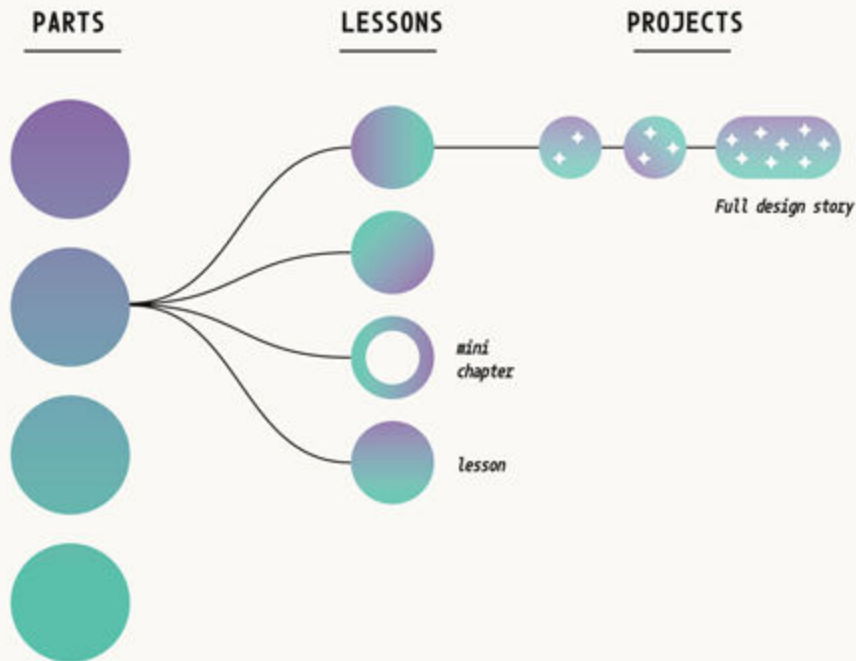 PARTS
LESSONS
PROJECTS
Full design story
mini
chapter
lesson